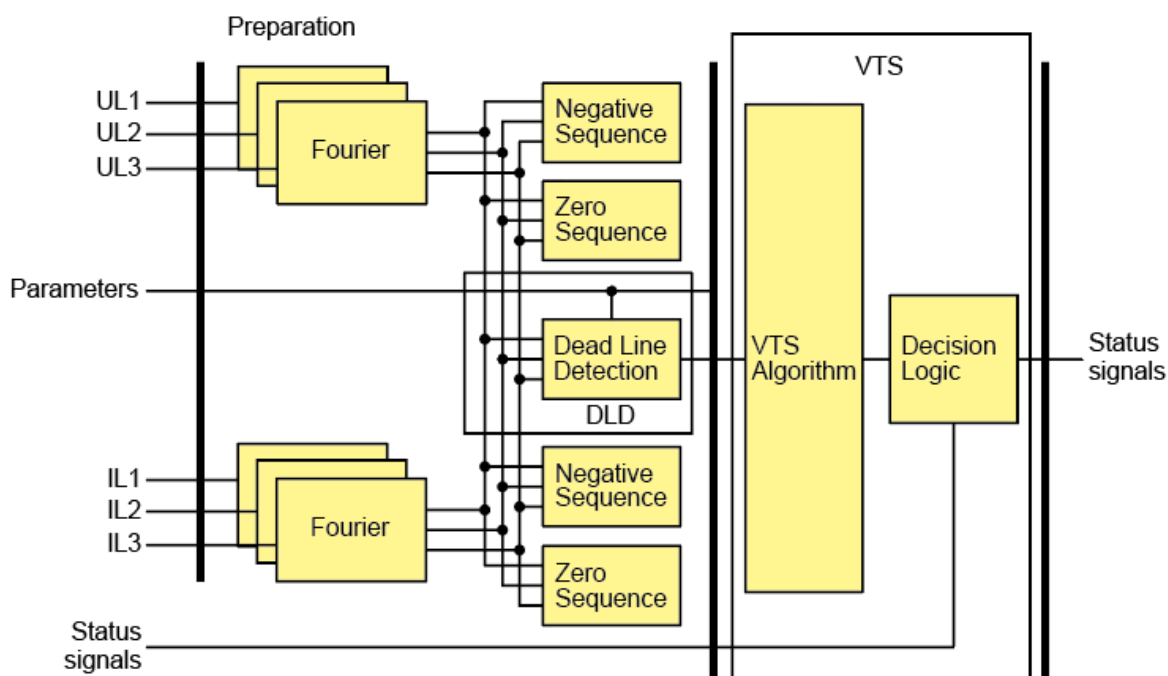 Preparation
VTS
UL1
UL2
UL3
Fourier
Negative
Sequence
Zero
Sequence
Parameters
Dead Line
Detection
DLD
VTS
Algorithm
Decision
Logic
Status
signals
IL1
IL2
IL3
Fourier
Negative
Sequence
Zero
Sequence
Status
signals